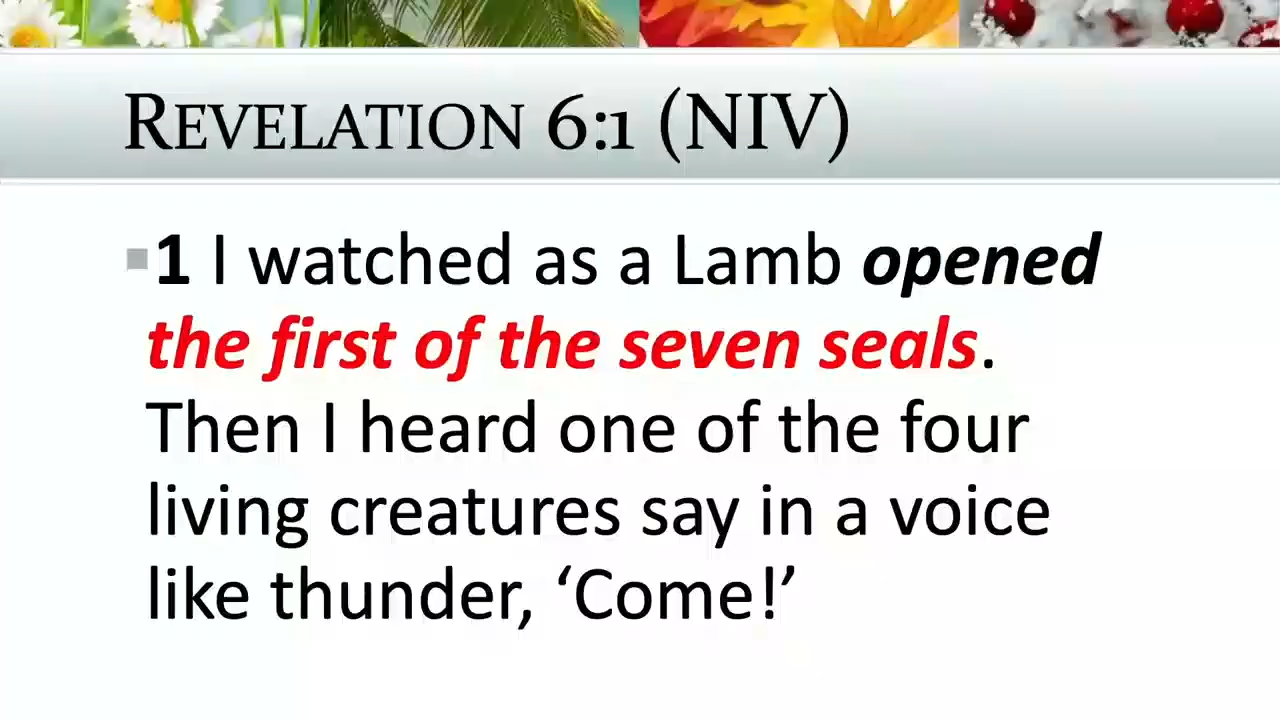 REVELATION 6:1 (NIV)
1 I watched as a Lamb opened
the first of the seven seals.
Then I heard one of the four
living creatures say in a voice
like thunder, ‘Come!’